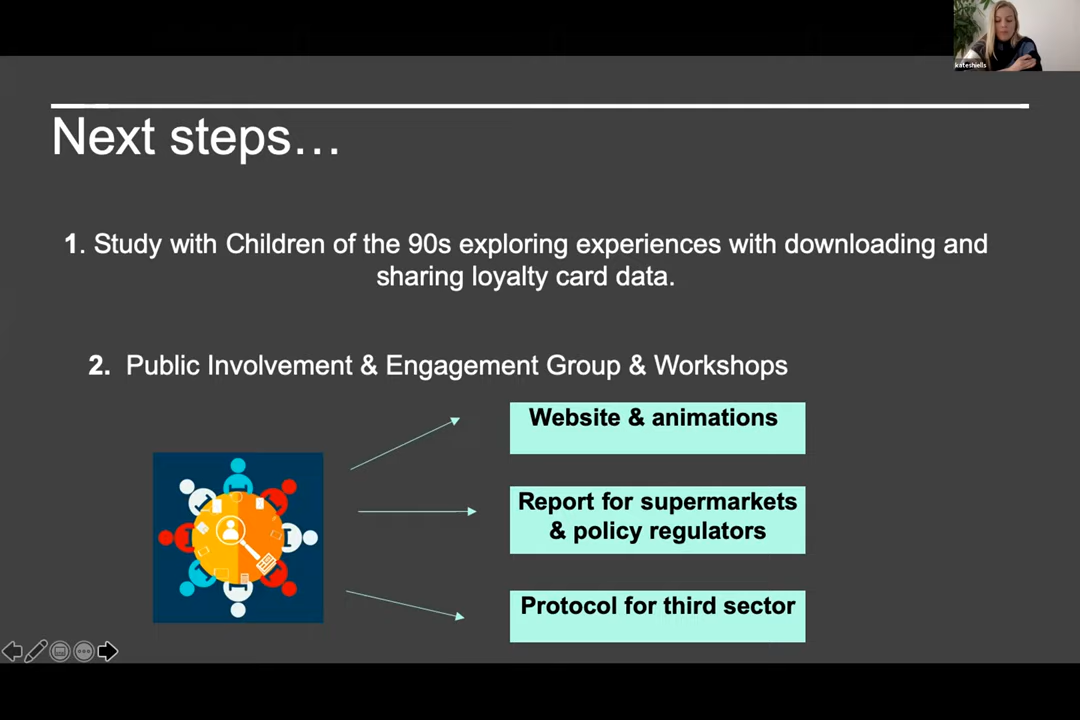 kateshiells
Next steps…
1. Study with Children of the 90s exploring experiences with downloading and
sharing loyalty card data.
2. Public Involvement & Engagement Group & Workshops
Website & animations
Report for supermarkets
& policy regulators
Protocol for third sector